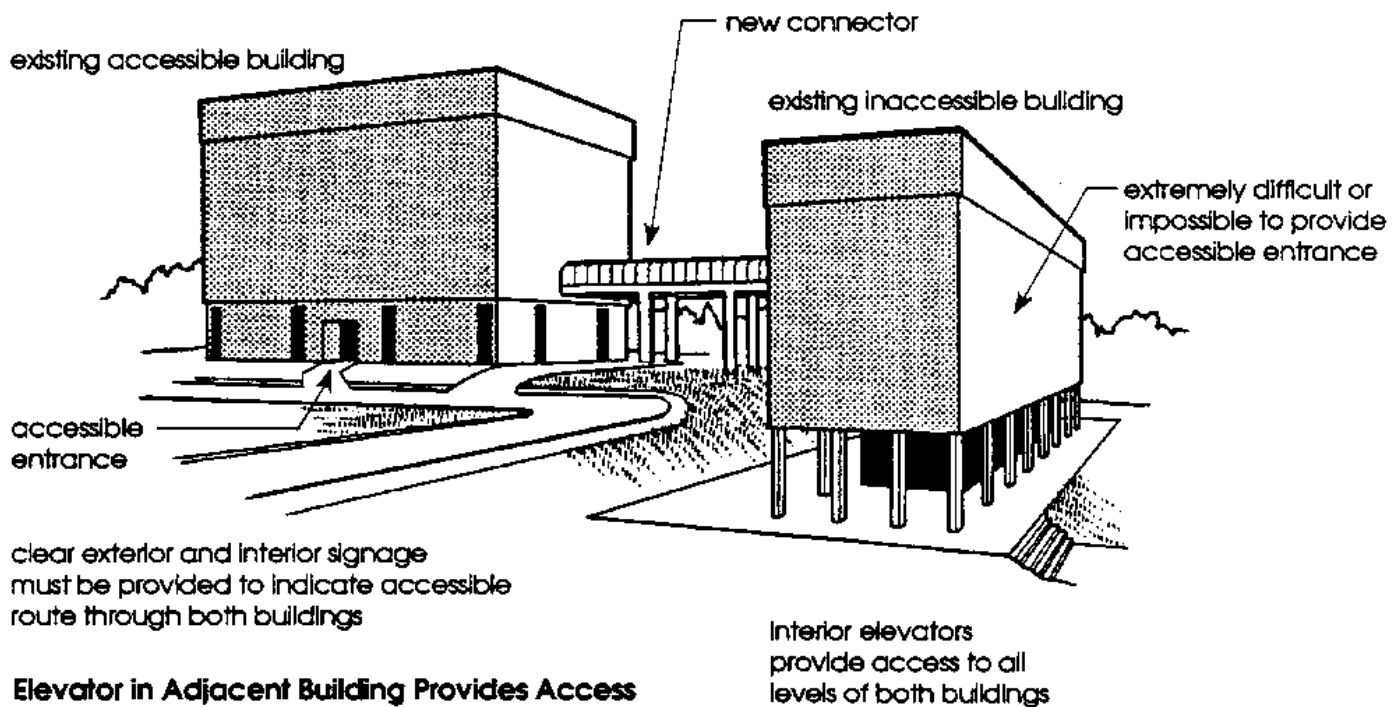 new connector
existing accessible building
existing inaccessible building
extremely difficult or
impossible to provide
accessible entrance
accessible
entrance
clear exterior and interior signage
must be provided to indicate accessible
route through both buildings
Interior elevators
provide access to all
levels of both buildings
Elevator in Adjacent Building Provides Access